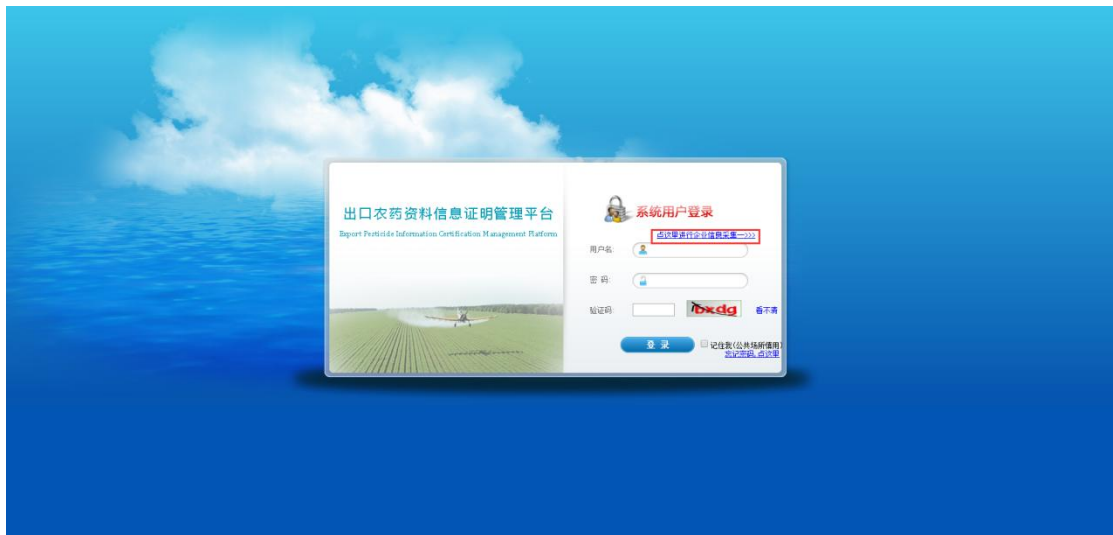 出口农药资料信息证明管理平台
Export Pesticide Information Certification Management Platform
系统用户登录
点这里进行企业信息采集—>>>
用户名:
密 码:
验证码:
bxdg
看不清
登 录
记住我(公共场所慎用)
忘记密码,点这里